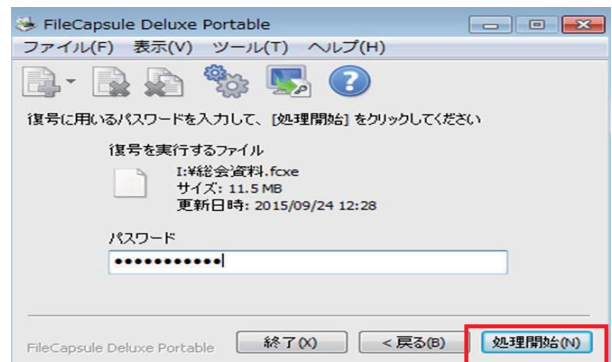 FileCapsule Deluxe Portable
ファイル(F) 表示(V) ツール(T) ヘルプ(H)
復号に用いるパスワードを入力して、[処理開始] をクリックしてください
復号を実行するファイル
I:¥総会資料.fcxe
サイズ: 11.5 MB
更新日時: 2015/09/24 12:28
パスワード
●●●●●●●●●●●
FileCapsule Deluxe Portable 終了(X) < 戻る(B) 処理開始(N)